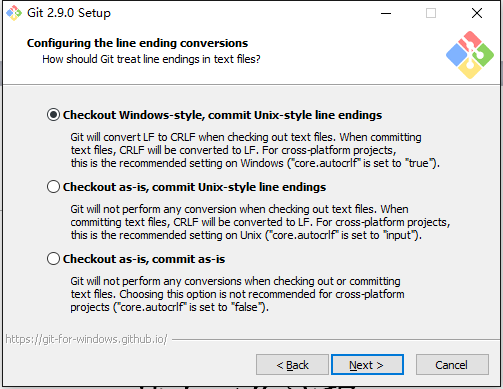 Git 2.9.0 Setup
Configuring the line ending conversions
How should Git treat line endings in text files?
Checkout Windows-style, commit Unix-style line endings
Git will convert LF to CRLF when checking out text files. When committing
text files, CRLF will be converted to LF. For cross-platform projects,
this is the recommended setting on Windows ("core.autocrlf" is set to "true").
Checkout as-is, commit Unix-style line endings
Git will not perform any conversion when checking out text files. When
committing text files, CRLF will be converted to LF. For cross-platform projects,
this is the recommended setting on Unix ("core.autocrlf" is set to "input").
Checkout as-is, commit as-is
Git will not perform any conversions when checking out or committing
text files. Choosing this option is not recommended for cross-platform
projects ("core.autocrlf" is set to "false").
https://git-for-windows.github.io/
< Back
Next >
Cancel